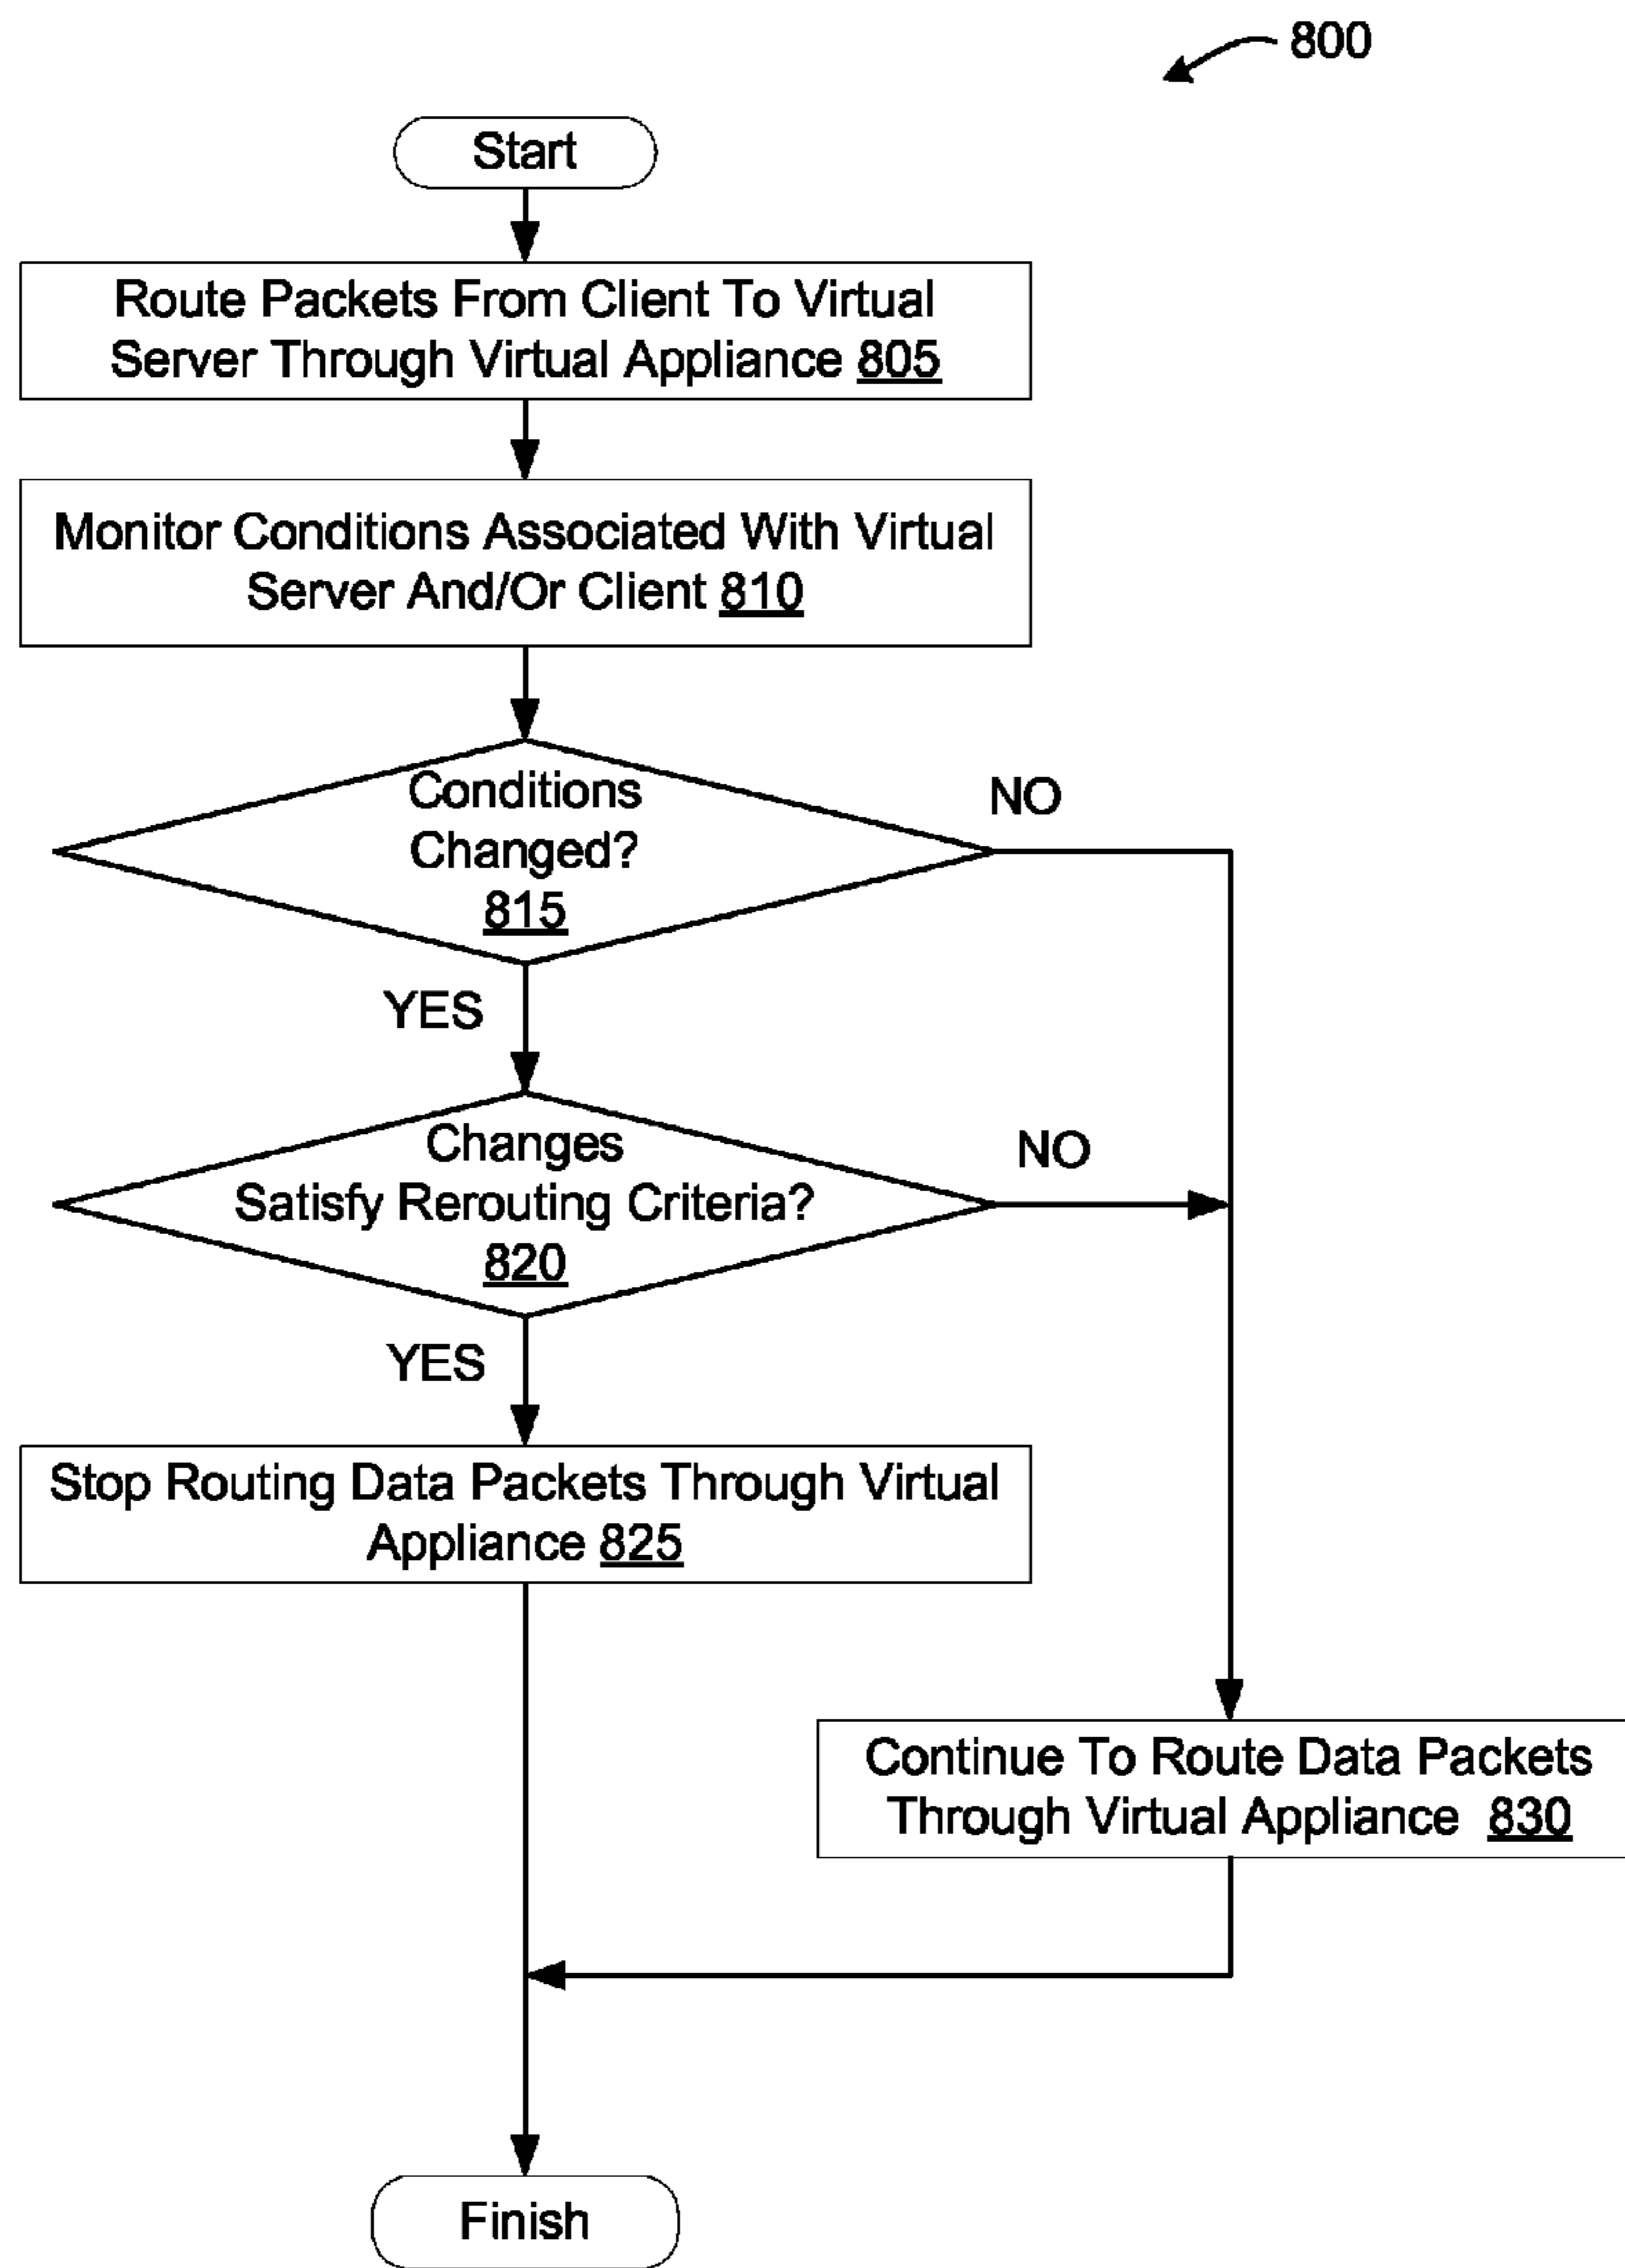 800
Start
Route Packets From Client To Virtual
Server Through Virtual Appliance 805
Monitor Conditions Associated With Virtual
Server And/Or Client 810
Conditions
Changed?
815
NO
YES
Changes
Satisfy Rerouting Criteria?
820
NO
YES
Stop Routing Data Packets Through Virtual
Appliance 825
Continue To Route Data Packets
Through Virtual Appliance 830
Finish